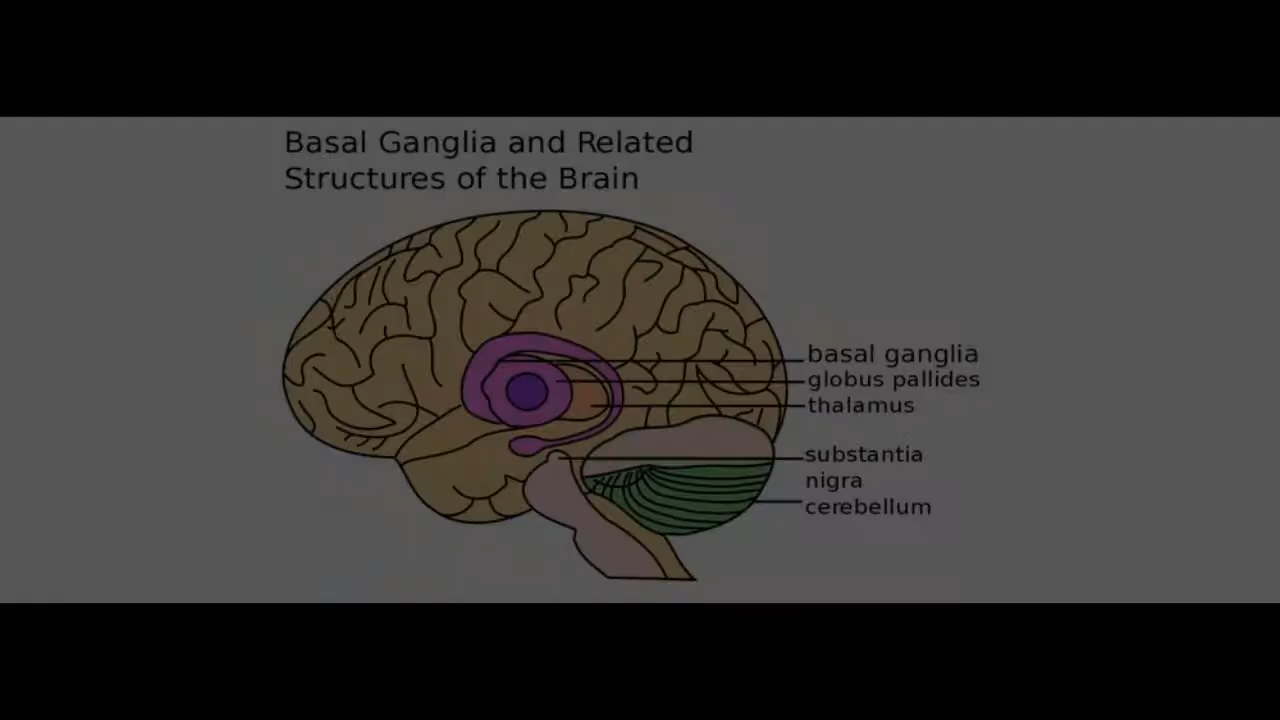 Basal Ganglia and Related
Structures of the Brain
basal ganglia
globus pallides
thalamus
substantia
nigra
cerebellum